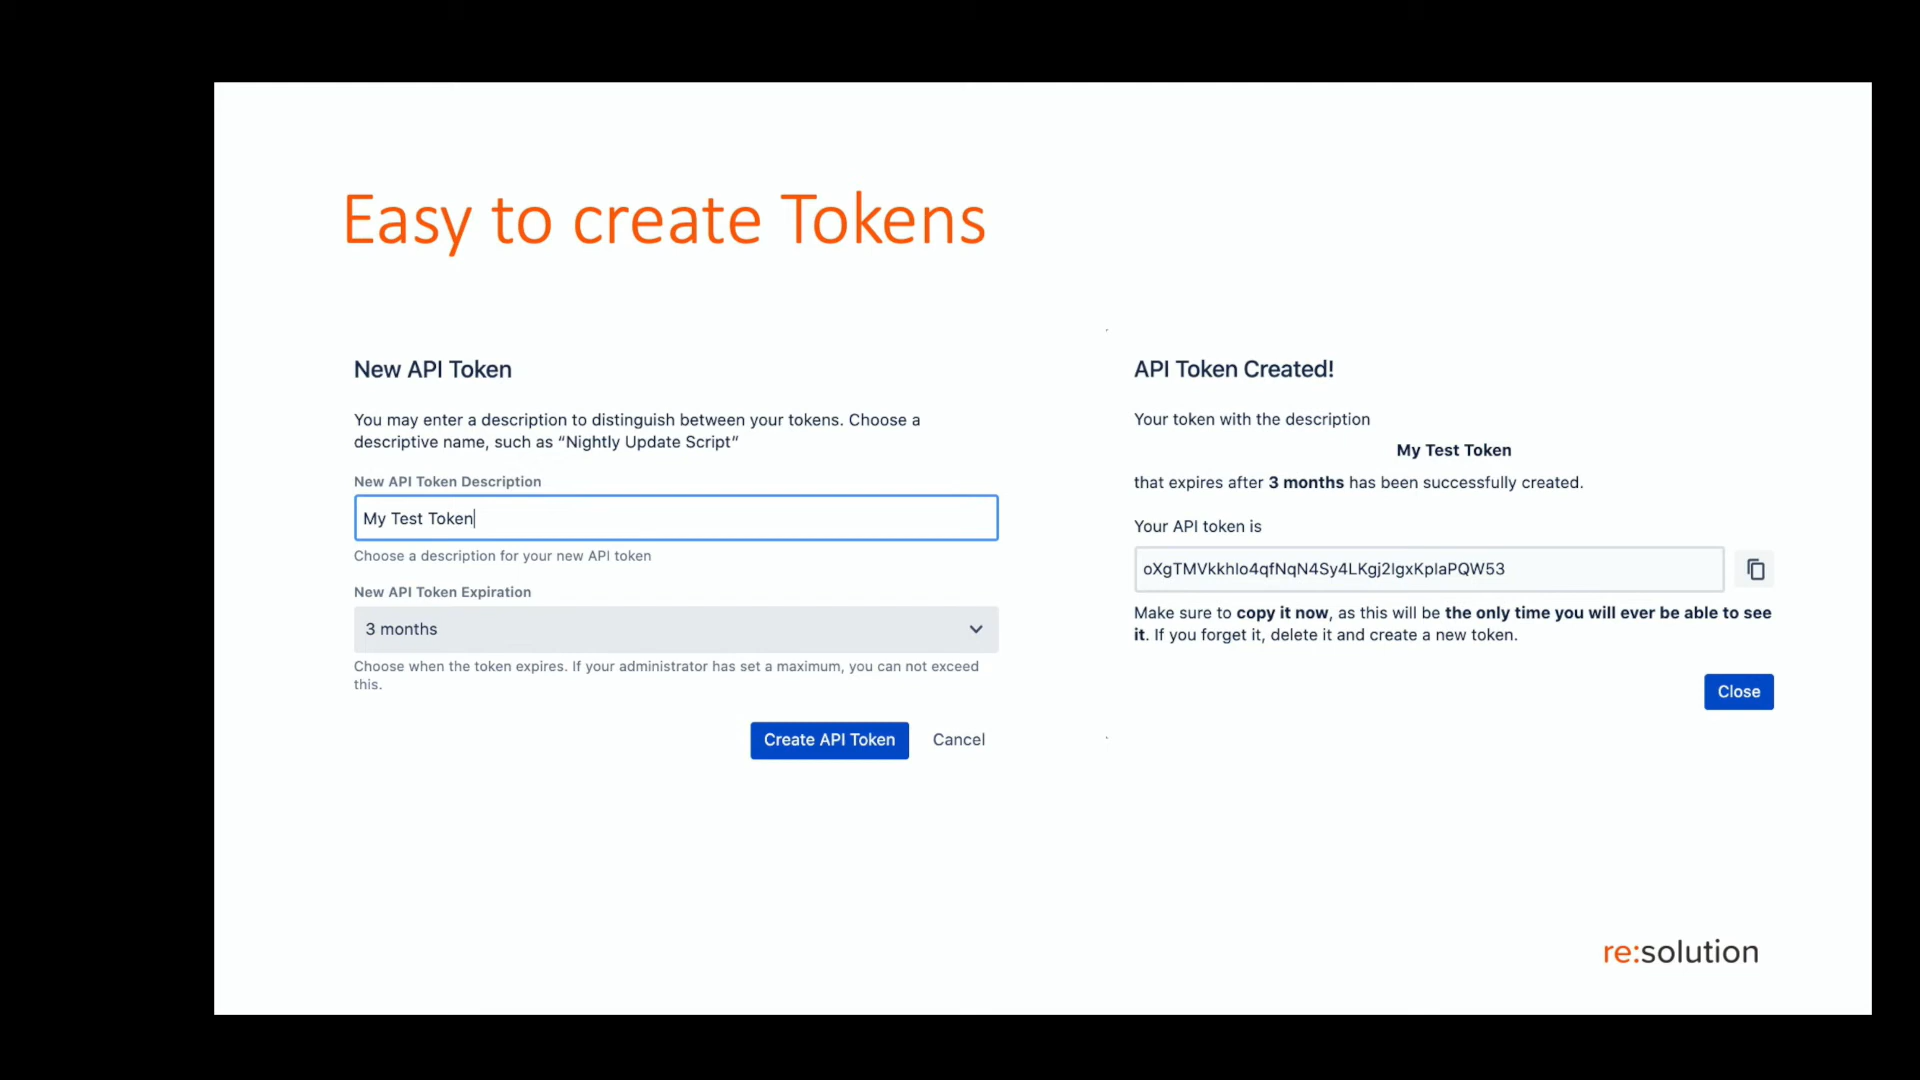 Easy to create Tokens
New API Token
You may enter a description to distinguish between your tokens. Choose a
descriptive name, such as “Nightly Update Script”
New API Token Description
My Test Token
Choose a description for your new API token
New API Token Expiration
3 months
Choose when the token expires. If your administrator has set a maximum, you can not exceed
this.
Create API Token Cancel
API Token Created!
Your token with the description
My Test Token
that expires after 3 months has been successfully created.
Your API token is
oXgTMVkkhlo4qfNqN4Sy4LKgj2lgxKplaPQW53
Make sure to copy it now, as this will be the only time you will ever be able to see
it. If you forget it, delete it and create a new token.
Close
re:solution